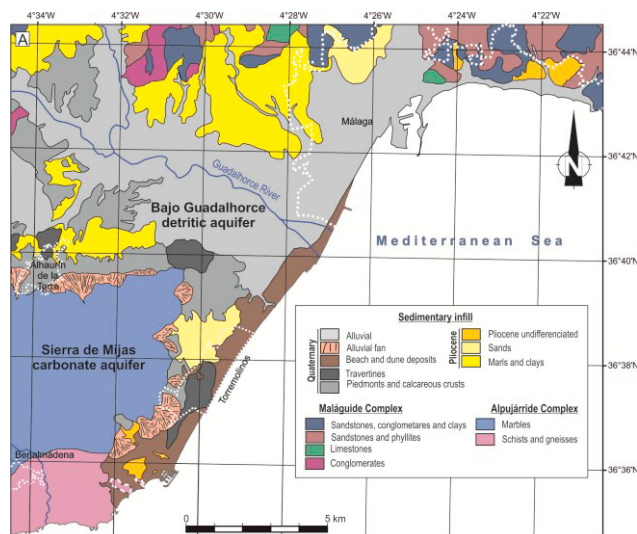 4°34'W
4°32'W
4°30'W
4°28'W
4°26'W
4°24'W
4°22'W
A
36°44'N
36°42'N
36°40'N
36°38'N
36°36'N
Málaga
N
Guadalhorce River
Bajo Guadalhorce
detritic aquifer
Mediterranean Sea
Alhaurín
de la
Torre
Sierra de Mijas
carbonate aquifer
Torremolinos
Benalmádena
Sedimentary infill
Quaternary
Alluvial
Alluvial fan
Beach and dune deposits
Travertines
Piedmonts and calcareous crusts
Pliocene
Pliocene undifferenciated
Sands
Marls and clays
Maláguide Complex
Sandstones, conglometares and clays
Sandstones and phyllites
Limestones
Conglomerates
Alpujárride Complex
Marbles
Schists and gneisses
0
5 km